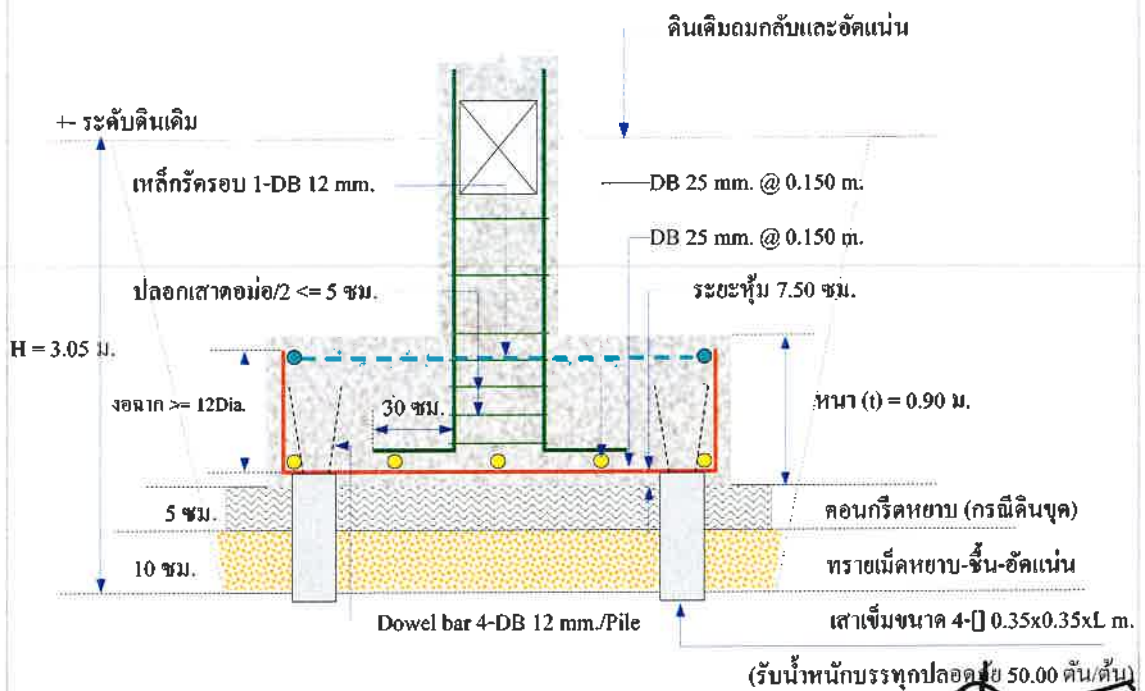 ดินเดิมถมกลับและอัดแน่น
+- ระดับดินเดิม
เหล็กรัดรอบ 1-DB 12 mm.
DB 25 mm. @ 0.150 m.
DB 25 mm. @ 0.150 m.
ปลอกเสาตอม่อ/2 <= 5 ซม.
ระยะหุ้ม 7.50 ซม.
H = 3.05 ม.
งอฉาก >= 12Dia.
30 ซม.
หนา (t) = 0.90 ม.
5 ซม.
คอนกรีตหยาบ (กรณีดินขุด)
10 ซม.
ทรายเม็ดหยาบ-ชื้น-อัดแน่น
Dowel bar 4-DB 12 mm./Pile
เสาเข็มขนาด 4-[] 0.35x0.35xL m.
(รับน้ำหนักบรรทุกปลอดภัย 50.00 ตัน/ต้น)